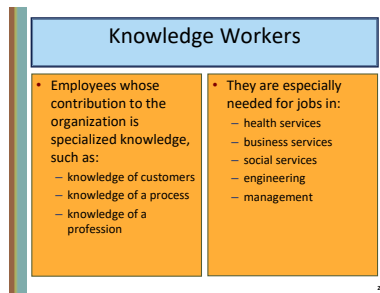 Knowledge Workers
• Employees whose
contribution to the
organization is
specialized knowledge,
such as:
– knowledge of customers
– knowledge of a process
– knowledge of a
profession
• They are especially
needed for jobs in:
– health services
– business services
– social services
– engineering
– management
2